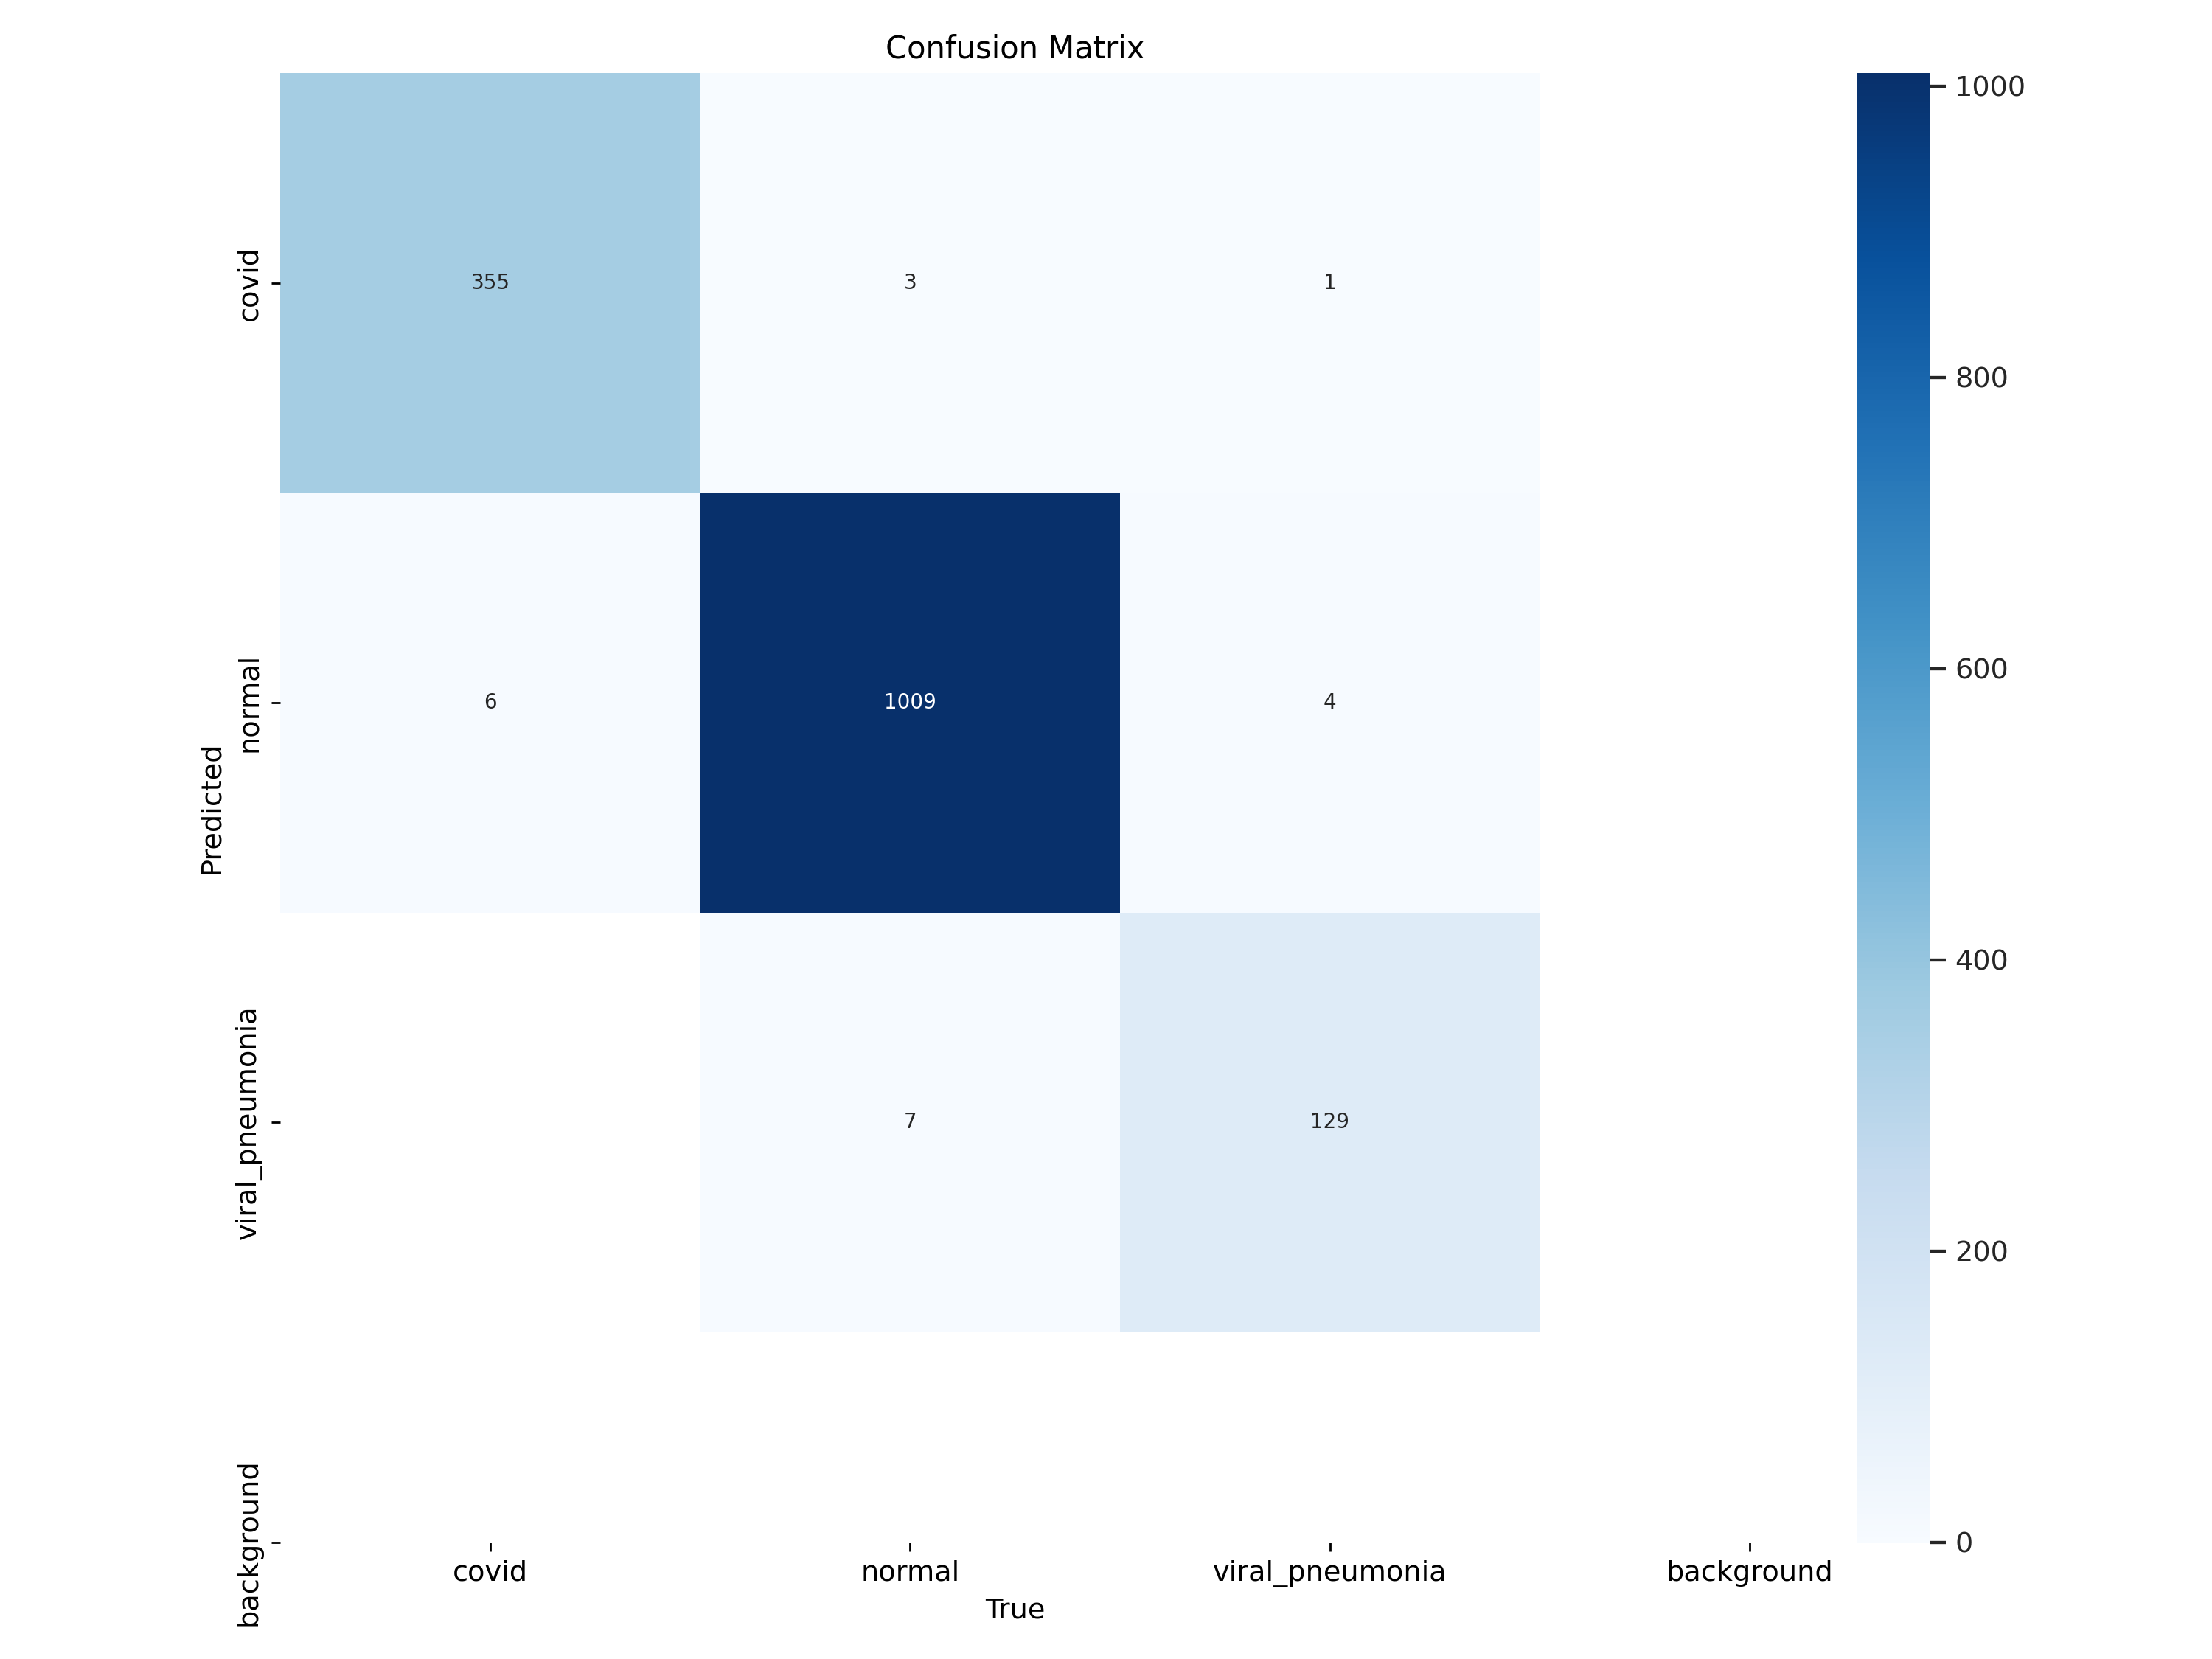 Confusion Matrix
covid
355
3
1
normal
6
1009
4
viral_pneumonia
7
129
background
Predicted
covid
normal
viral_pneumonia
background
True
1000
800
600
400
200
0